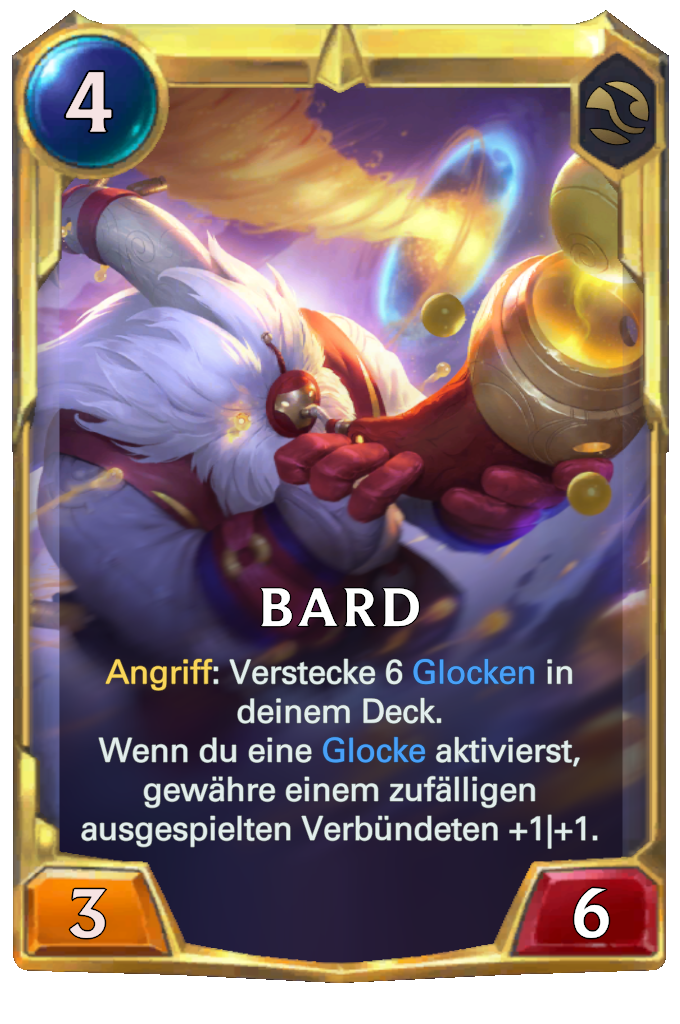 4
BARD
Angriff: Verstecke 6 Glocken in
deinem Deck.
Wenn du eine Glocke aktivierst,
gewähre einem zufälligen
ausgespielten Verbündeten +1|+1.
3
6